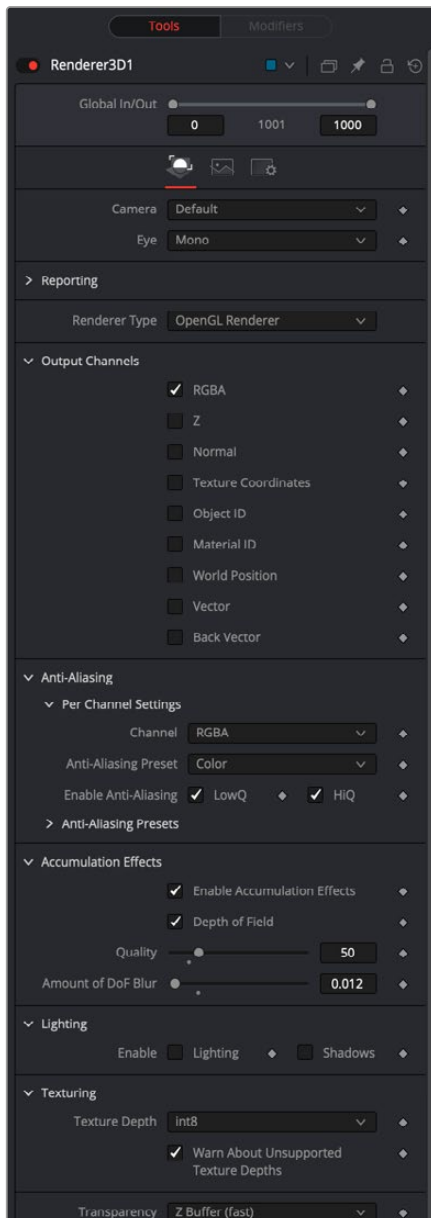 Tools Modifiers
Renderer3D1
Global In/Out
0 1001 1000
Camera Default
Eye Mono
Reporting
Renderer Type OpenGL Renderer
Output Channels
RGBA
Z
Normal
Texture Coordinates
Object ID
Material ID
World Position
Vector
Back Vector
Anti-Aliasing
Per Channel Settings
Channel RGBA
Anti-Aliasing Preset Color
Enable Anti-Aliasing LowQ HiQ
Anti-Aliasing Presets
Accumulation Effects
Enable Accumulation Effects
Depth of Field
Quality 50
Amount of DoF Blur 0.012
Lighting
Enable Lighting Shadows
Texturing
Texture Depth int8
Warn About Unsupported
Texture Depths
Transparency Z Buffer (fast)